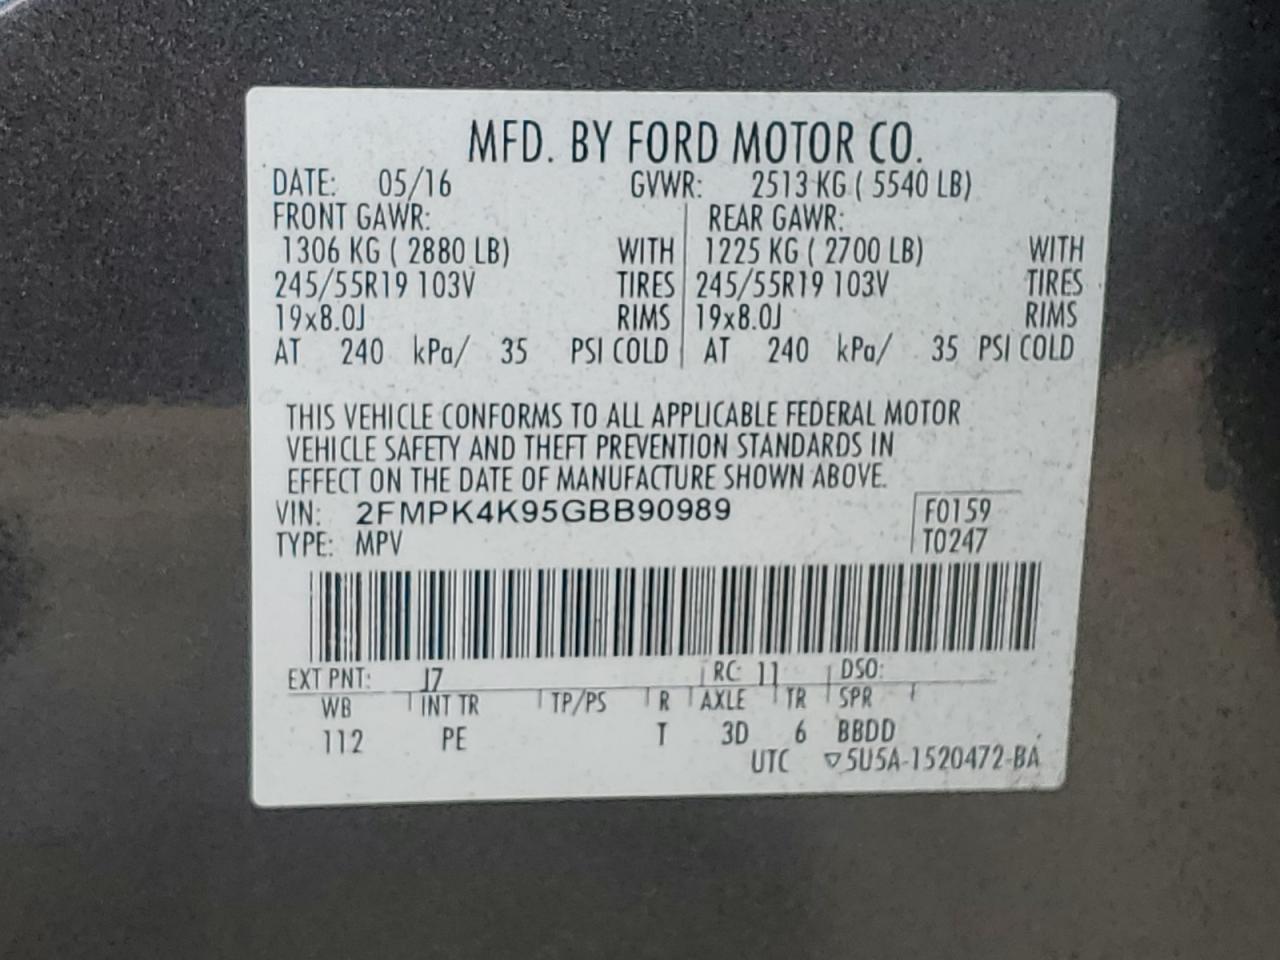 MFD. BY FORD MOTOR CO.
DATE: 05/16 GVWR: 2513 KG ( 5540 LB)
FRONT GAWR: REAR GAWR:
1306 KG ( 2880 LB) WITH 1225 KG ( 2700 LB) WITH
245/55R19 103V TIRES 245/55R19 103V TIRES
19x8.0J RIMS 19x8.0J RIMS
AT 240 kPa/ 35 PSI COLD AT 240 kPa/ 35 PSI COLD
THIS VEHICLE CONFORMS TO ALL APPLICABLE FEDERAL MOTOR
VEHICLE SAFETY AND THEFT PREVENTION STANDARDS IN
EFFECT ON THE DATE OF MANUFACTURE SHOWN ABOVE.
VIN: 2FMPK4K95GBB90989 F0159
TYPE: MPV T0247
EXT PNT: J7 RC: 11 DSO:
WB INT TR TP/PS R AXLE TR SPR
112 PE T 3D 6 BBDD
UTC ▽5U5A-1520472-BA